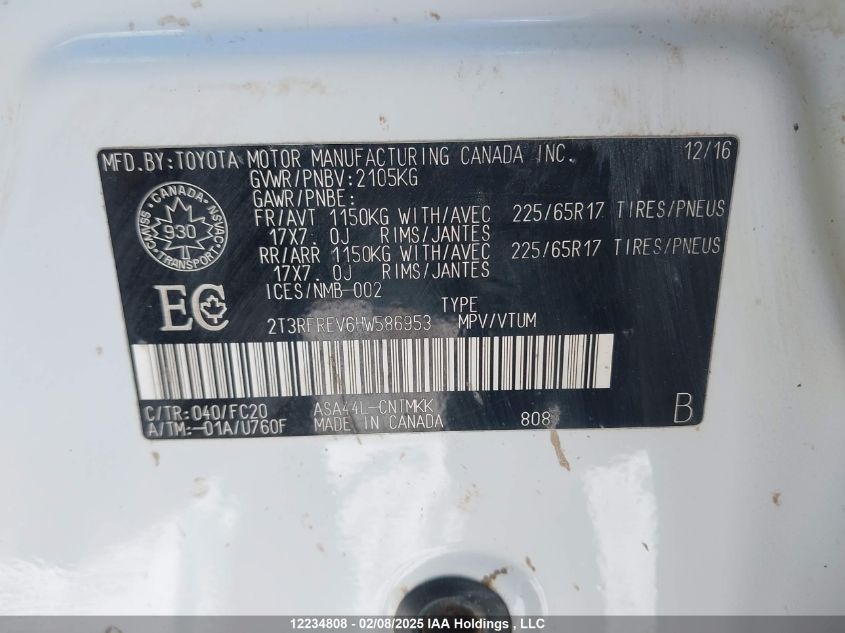 MFD.BY:TOYOTA MOTOR MANUFACTURING CANADA INC. 12/16
GVWR/PNBV:2105KG
GAWR/PNBE:
FR/AVT 1150KG WITH/AVEC 225/65R17 TIRES/PNEUS
17X7.0J RIMS/JANTES
RR/ARR 1150KG WITH/AVEC 225/65R17 TIRES/PNEUS
17X7.0J RIMS/JANTES
ICES/NMB-002
CANADA
CMVSS NSVAC
930
TRANSPORT
EC
TYPE
2T3RFREV6HW586953 MPV/VTUM
C/TR:040/FC20 ASA44L-CNTMKK
A/TM:-01A/U760F MADE IN CANADA 808 B
12234808 - 02/08/2025 IAA Holdings , LLC